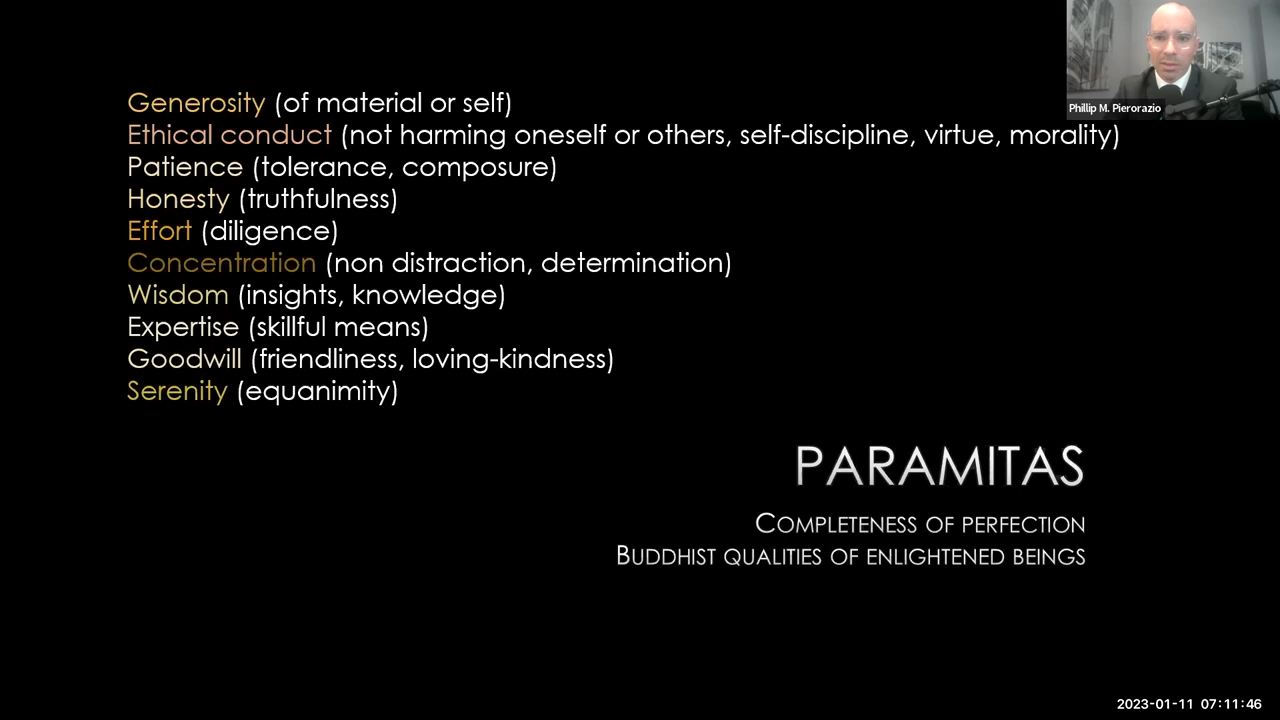 Generosity (of material or self)
Ethical conduct (not harming oneself or others, self-discipline, virtue, morality)
Patience (tolerance, composure)
Honesty (truthfulness)
Effort (diligence)
Concentration (non distraction, determination)
Wisdom (insights, knowledge)
Expertise (skillful means)
Goodwill (friendliness, loving-kindness)
Serenity (equanimity)
PARAMITAS
COMPLETENESS OF PERFECTION
BUDDHIST QUALITIES OF ENLIGHTENED BEINGS
Phillip M. Pierorazio
2023-01-11 07:11:46